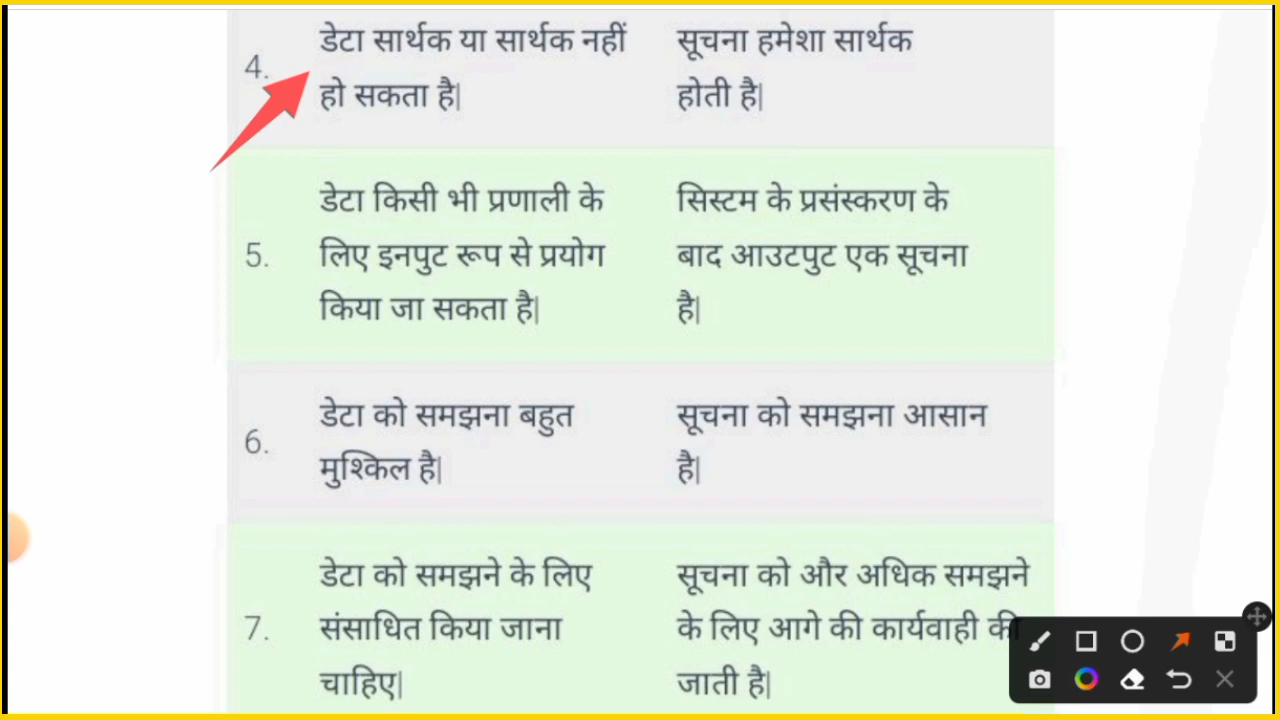 4.
डेटा सार्थक या सार्थक नहीं
हो सकता है|
सूचना हमेशा सार्थक
होती है|
5.
डेटा किसी भी प्रणाली के
लिए इनपुट रूप से प्रयोग
किया जा सकता है|
सिस्टम के प्रसंस्करण के
बाद आउटपुट एक सूचना
है|
6.
डेटा को समझना बहुत
मुश्किल है|
सूचना को समझना आसान
है|
7.
डेटा को समझने के लिए
संसाधित किया जाना
चाहिए|
सूचना को और अधिक समझने
के लिए आगे की कार्यवाही की
जाती है|